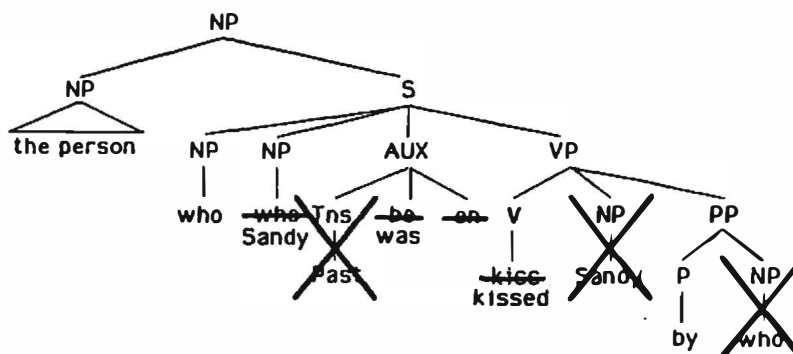 NP
NP S
the person NP NP AUX VP
who who Tns be en V NP PP
Sandy was
Past kiss Sandy P NP
kissed
by who